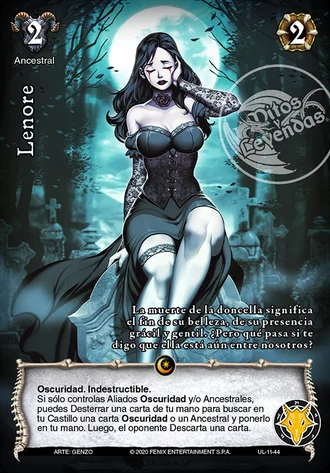 2
2
Ancestral
Lenore
Mitos y Leyendas
La muerte de la doncella significa
el fin de su belleza, de su presencia
grácil y gentil. ¿Pero qué pasa si te
digo que ella está aún entre nosotros?
Oscuridad. Indestructible.
Si sólo controlas Aliados Oscuridad y/o Ancestrales,
puedes Desterrar una carta de tu mano para buscar en
tu Castillo una carta Oscuridad o un Ancestral y ponerlo
en tu mano. Luego, el oponente Descarta una carta.
ARTE: GENZO
© 2020 FENIX ENTERTAINMENT S.P.A.
UL-11-44